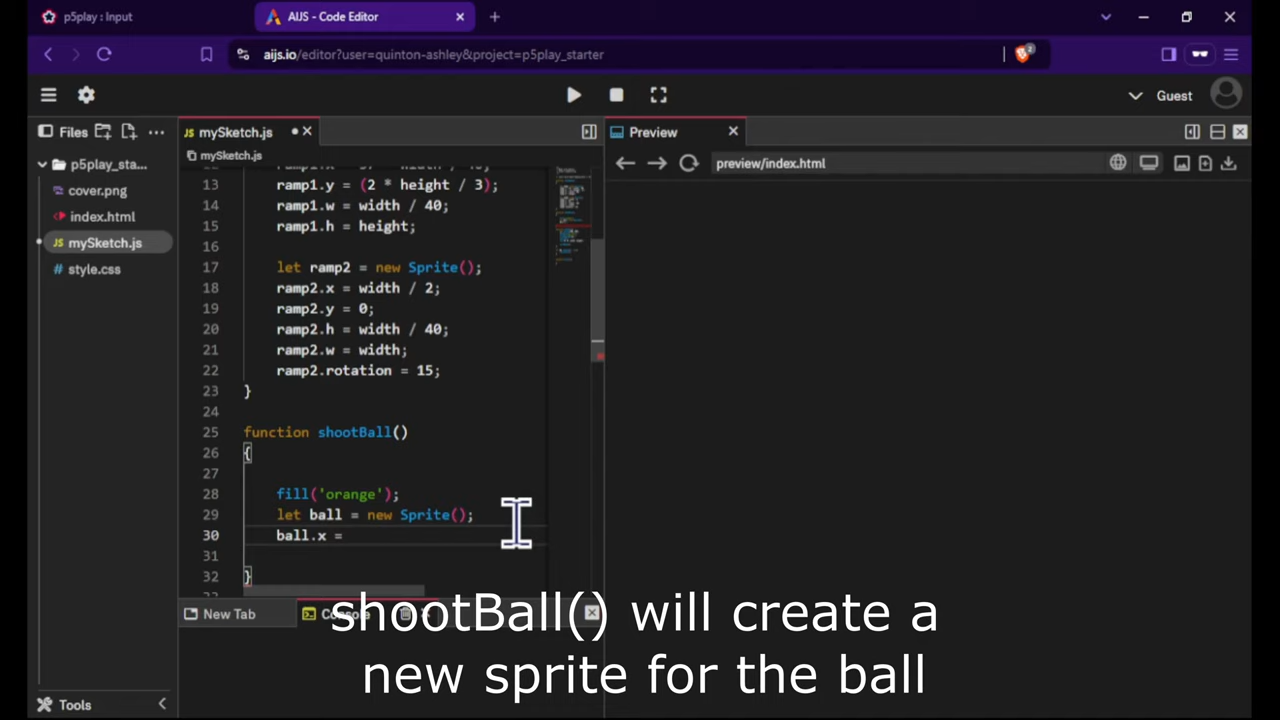 p5play : Input
AIJS - Code Editor
aijs.io/editor?user=quinton-ashley&project=p5play_starter
2
Guest
Files
mySketch.js
Preview
mySketch.js
preview/index.html
p5play_sta...
cover.png
index.html
mySketch.js
style.css
13 ramp1.y = (2 * height / 3);
14 ramp1.w = width / 40;
15 ramp1.h = height;
16
17 let ramp2 = new Sprite();
18 ramp2.x = width / 2;
19 ramp2.y = 0;
20 ramp2.h = width / 40;
21 ramp2.w = width;
22 ramp2.rotation = 15;
23 }
24
25 function shootBall()
26 {
27
28 fill('orange');
29 let ball = new Sprite();
30 ball.x =
31
32 }
New Tab
Console
shootBall() will create a
new sprite for the ball
Tools